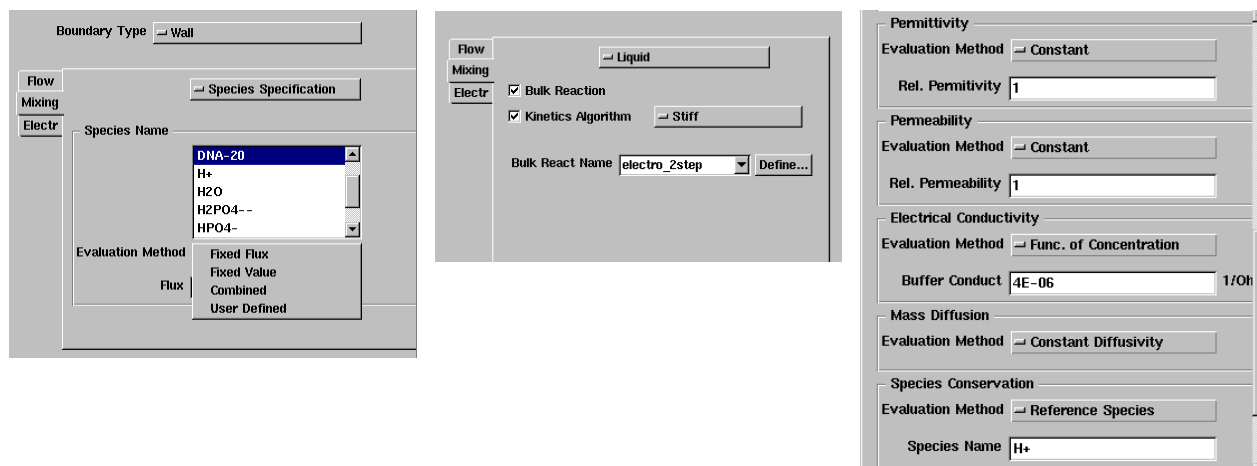 Boundary Type Wall
Flow
Mixing
Electr
Species Specification
Species Name
DNA-20
H+
H2O
H2PO4--
HPO4-
Evaluation Method
Fixed Flux
Fixed Value
Combined
User Defined
Flux
Flow
Mixing
Electr
Liquid
Bulk Reaction
Kinetics Algorithm Stiff
Bulk React Name electro_2step Define...
Permittivity
Evaluation Method Constant
Rel. Permitivity 1
Permeability
Evaluation Method Constant
Rel. Permeability 1
Electrical Conductivity
Evaluation Method Func. of Concentration
Buffer Conduct 4E-06 1/Oh
Mass Diffusion
Evaluation Method Constant Diffusivity
Species Conservation
Evaluation Method Reference Species
Species Name H+